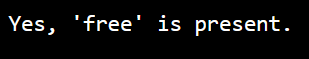 Yes, 'free' is present.